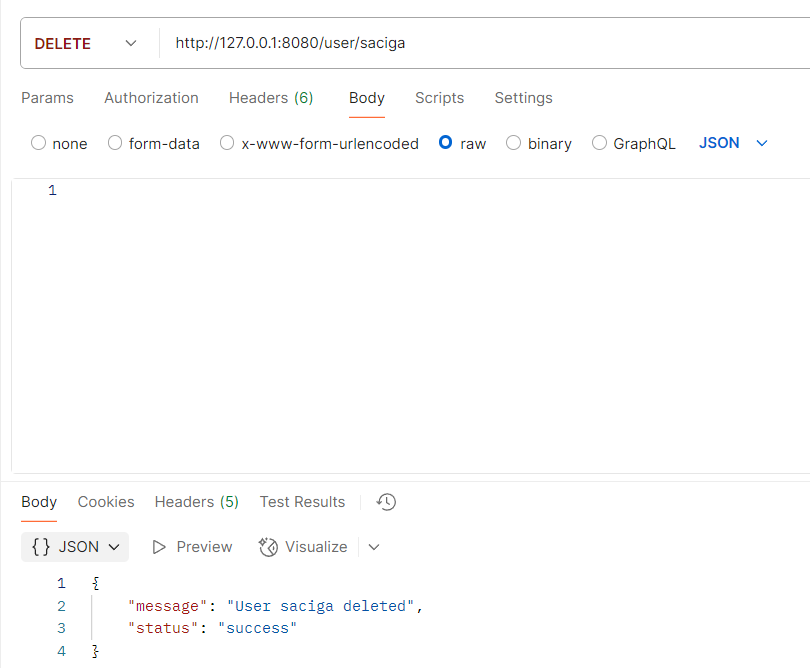 DELETE http://127.0.0.1:8080/user/saciga
Params Authorization Headers (6) Body Scripts Settings
none form-data x-www-form-urlencoded raw binary GraphQL JSON
1
Body Cookies Headers (5) Test Results
{} JSON Preview Visualize
1 {
2 "message": "User saciga deleted",
3 "status": "success"
4 }